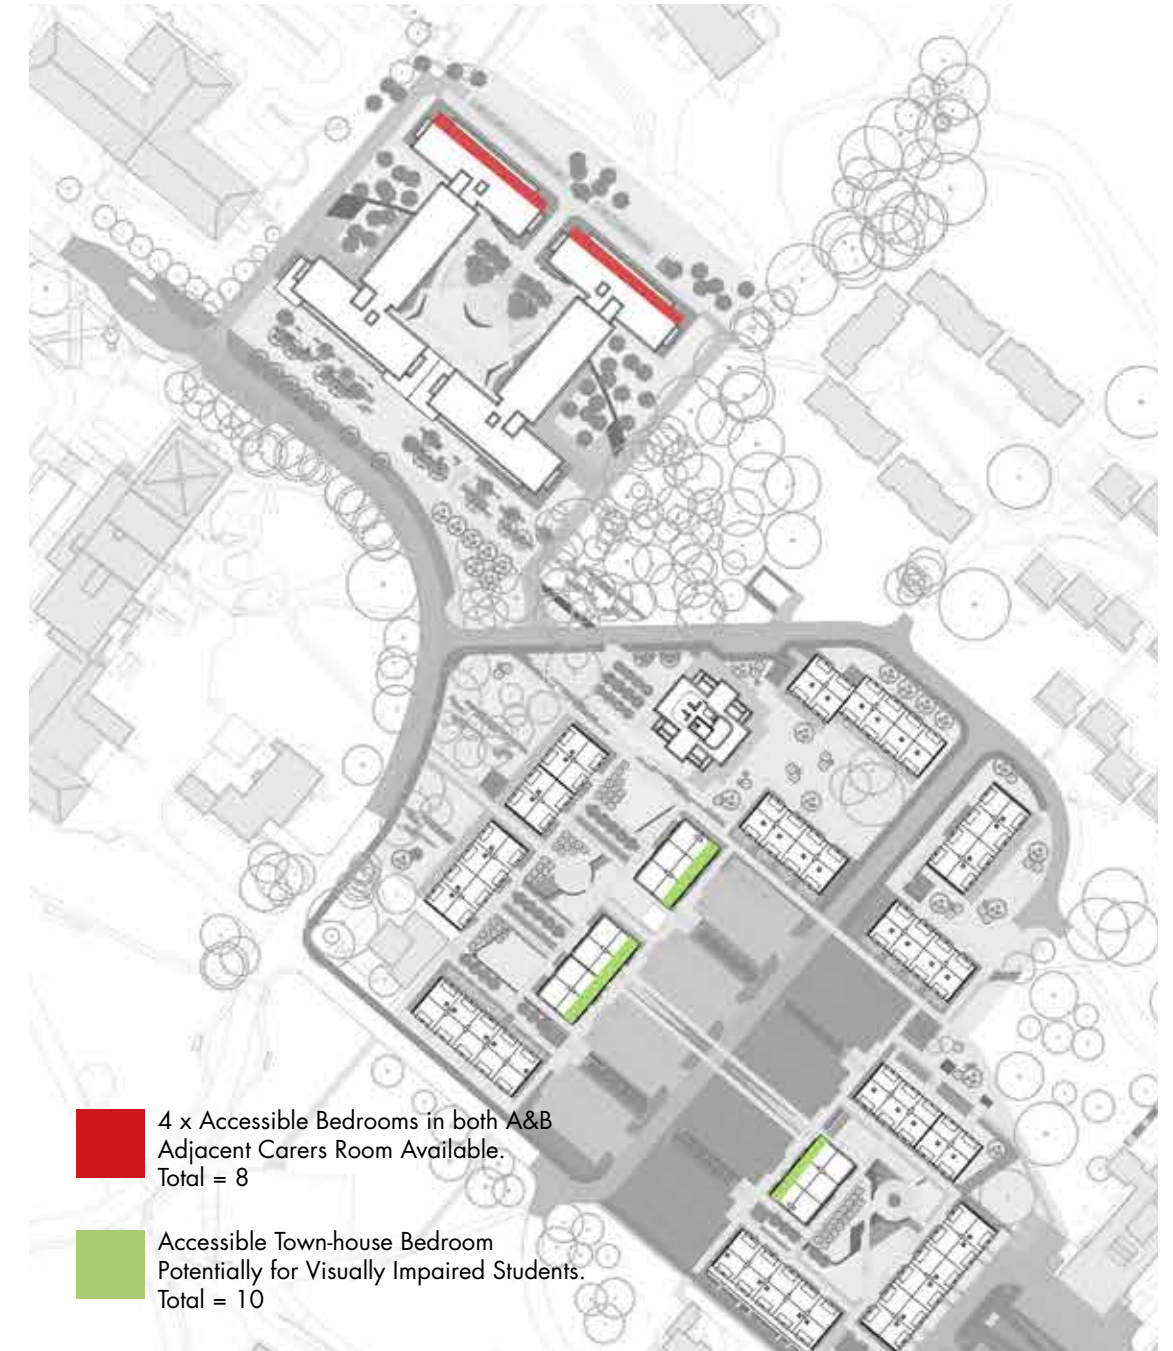 4 x Accessible Bedrooms in both A&B
Adjacent Carers Room Available.
Total = 8
Accessible Town-house Bedroom
Potentially for Visually Impaired Students.
Total = 10